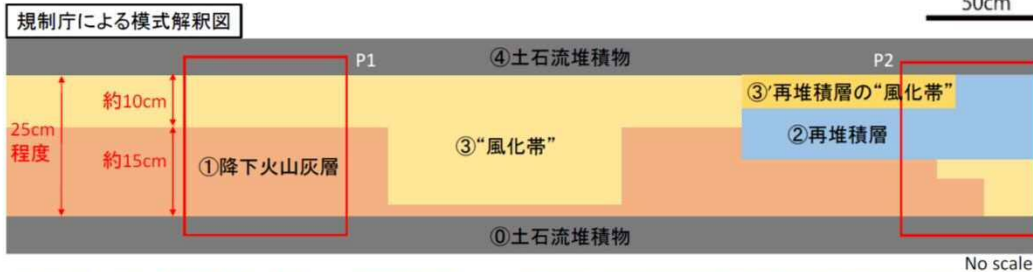 50cm
規制庁による模式解釈図
P1
④土石流堆積物
P2
約10cm
③’再堆積層の“風化帯”
25cm
程度
②再堆積層
③“風化帯”
約15cm
①降下火山灰層
⓪土石流堆積物
No scale